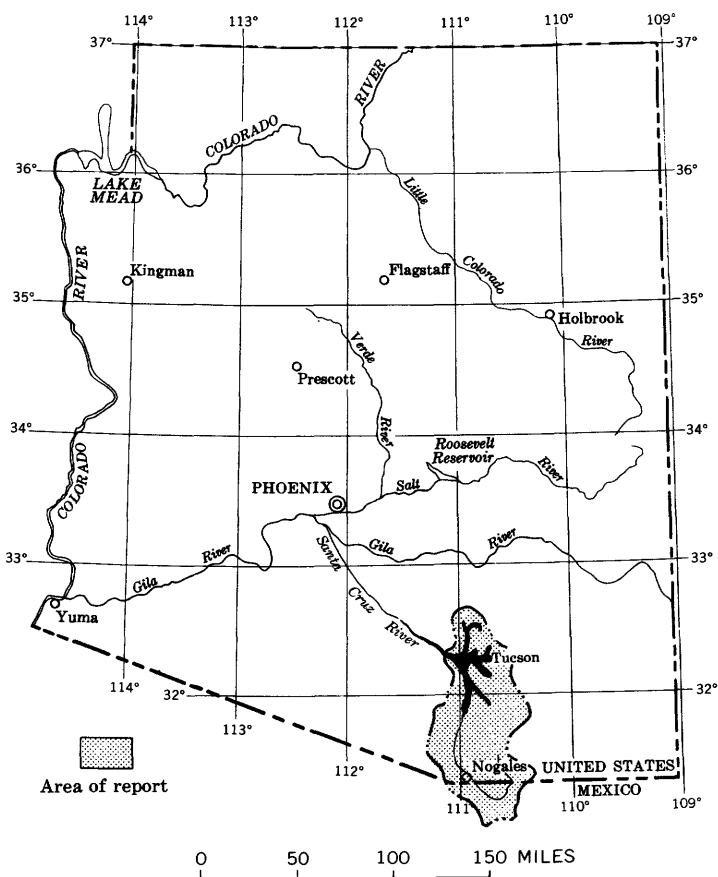 114° 113° 112° 111° 110° 109°
37° 37°
RIVER
COLORADO
36° 36°
LAKE
MEAD
Little
RIVER
Kingman
Flagstaff
Colorado
35° 35°
Holbrook
River
Verde
Prescott
River
34° 34°
Roosevelt
Reservoir
COLORADO
PHOENIX
Salt
River
33° 33°
Gila
River
Santa
Gila
River
Cruz
River
Yuma
Tucson
114° 32° 32°
113°
Nogales
UNITED STATES
MEXICO
112° 111° 110° 109°
Area of report
0 50 100 150 MILES